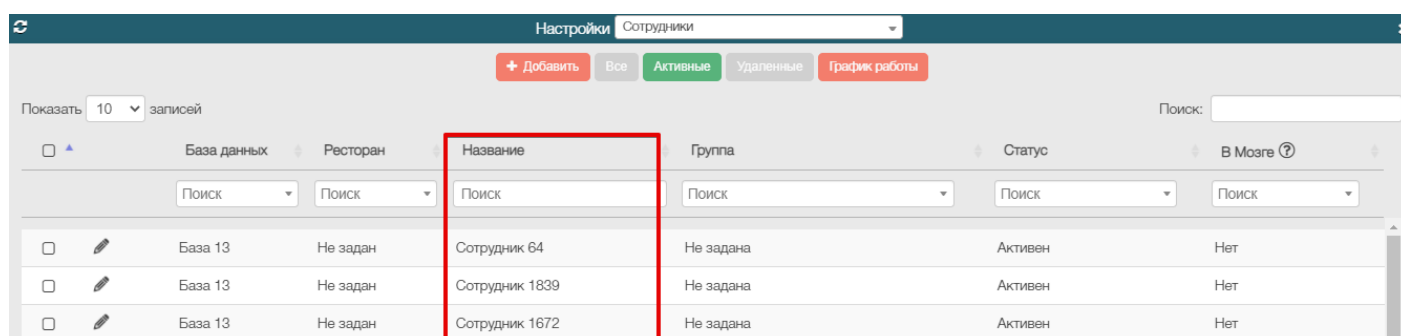 Настройки Сотрудники
+ Добавить Все Активные Удаленные График работы
Показать 10 записей Поиск:
База данных Ресторан Название Группа Статус В Мозге ?
Поиск Поиск Поиск Поиск Поиск Поиск
База 13 Не задан Сотрудник 64 Не задана Активен Нет
База 13 Не задан Сотрудник 1839 Не задана Активен Нет
База 13 Не задан Сотрудник 1672 Не задана Активен Нет